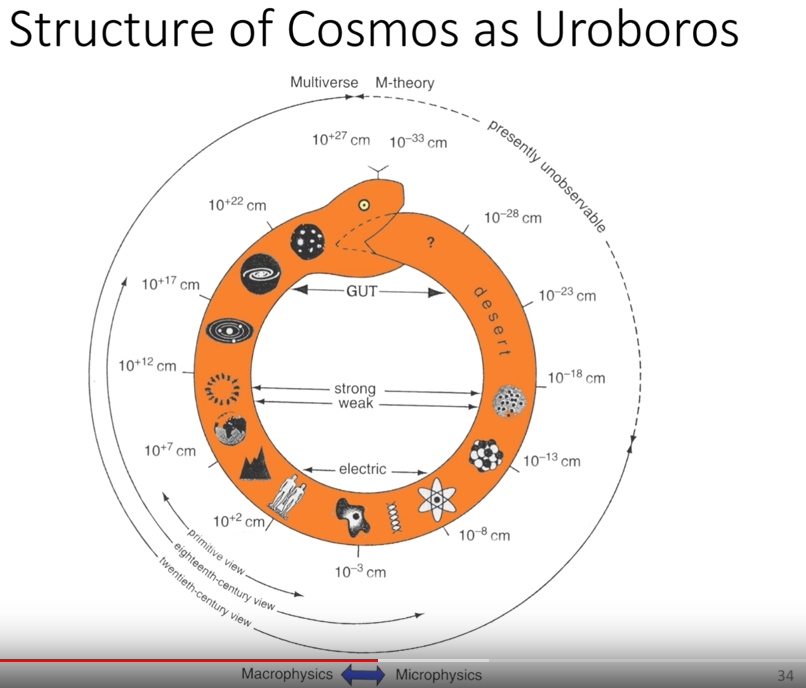 Structure of Cosmos as Uroboros
Multiverse M-theory
10⁺²⁷ cm 10⁻³³ cm
presently unobservable
10⁺²² cm
10⁻²⁸ cm
?
10⁺¹⁷ cm
GUT
desert
10⁻²³ cm
10⁺¹² cm
10⁻¹⁸ cm
strong
weak
10⁺⁷ cm
10⁻¹³ cm
electric
10⁺² cm
10⁻⁸ cm
10⁻³ cm
primitive view
eighteenth-century view
twentieth-century view
Macrophysics Microphysics
34